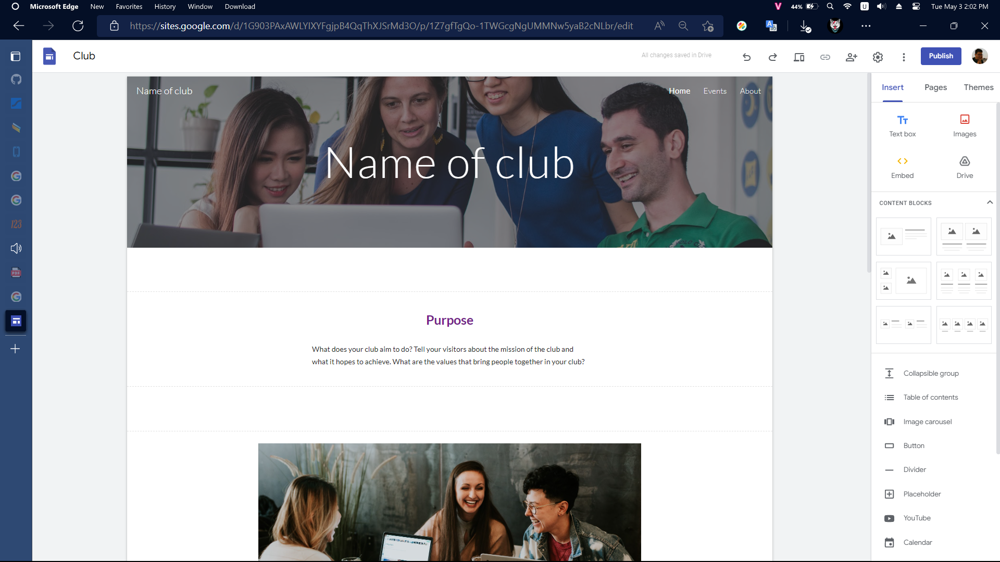 Microsoft Edge New Favorites History Window Download
V 44% U Tue May 3 2:02 PM
https://sites.google.com/d/1G903PAxAWLYIXYFgjpB4QqThXJSrMd3O/p/1Z7gfTgQo-1TWGcgNgUMMNw5yaB2cNLbr/edit
Club
All changes saved in Drive
Publish
Name of club
Home Events About
Name of club
Purpose
What does your club aim to do? Tell your visitors about the mission of the club and
what it hopes to achieve. What are the values that bring people together in your club?
Insert Pages Themes
Text box Images
Embed Drive
CONTENT BLOCKS
Collapsible group
Table of contents
Image carousel
Button
Divider
Placeholder
YouTube
Calendar
123
PDF